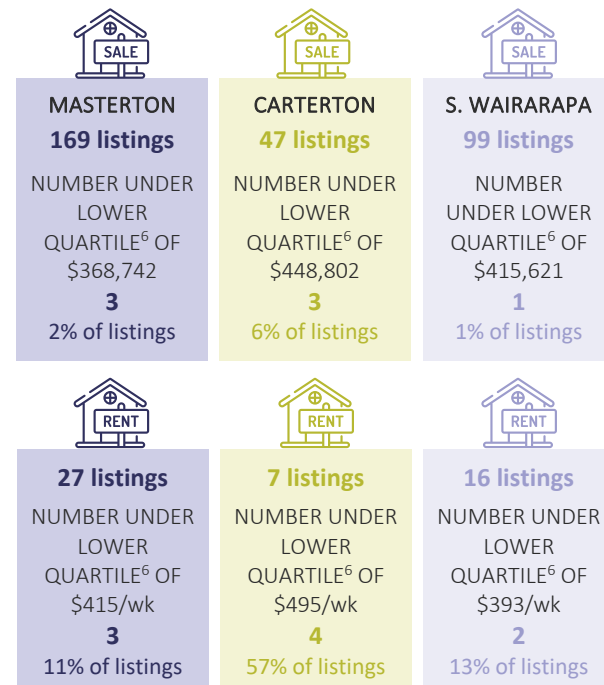 SALE
MASTERTON
169 listings
NUMBER UNDER
LOWER
QUARTILE⁶ OF
$368,742
3
2% of listings
SALE
CARTERTON
47 listings
NUMBER UNDER
LOWER
QUARTILE⁶ OF
$448,802
3
6% of listings
SALE
S. WAIRARAPA
99 listings
NUMBER
UNDER LOWER
QUARTILE⁶ OF
$415,621
1
1% of listings
RENT
27 listings
NUMBER UNDER
LOWER
QUARTILE⁶ OF
$415/wk
3
11% of listings
RENT
7 listings
NUMBER UNDER
LOWER
QUARTILE⁶ OF
$495/wk
4
57% of listings
RENT
16 listings
NUMBER UNDER
LOWER
QUARTILE⁶ OF
$393/wk
2
13% of listings